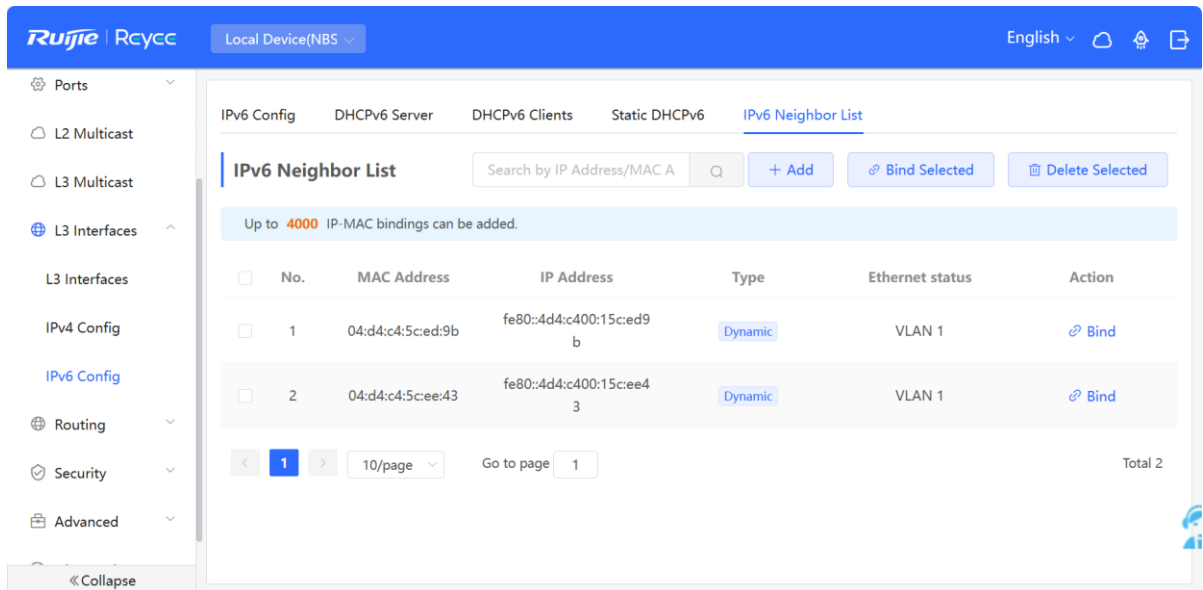 Ruijie | Rcycc
Local Device(NBS
English
Ports
L2 Multicast
L3 Multicast
L3 Interfaces
L3 Interfaces
IPv4 Config
IPv6 Config
Routing
Security
Advanced
«Collapse
IPv6 Config DHCPv6 Server DHCPv6 Clients Static DHCPv6 IPv6 Neighbor List
IPv6 Neighbor List Search by IP Address/MAC A + Add Bind Selected Delete Selected
Up to 4000 IP-MAC bindings can be added.
No. MAC Address IP Address Type Ethernet status Action
1 04:d4:c4:5c:ed:9b fe80::4d4:c400:15c:ed9 Dynamic VLAN 1 Bind
b
2 04:d4:c4:5c:ee:43 fe80::4d4:c400:15c:ee4 Dynamic VLAN 1 Bind
3
< 1 > 10/page Go to page 1 Total 2